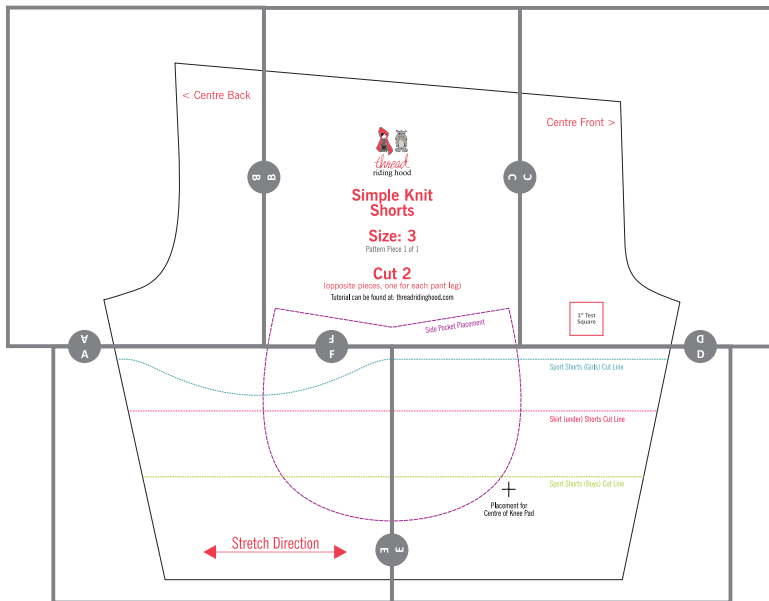 < Centre Back
Centre Front >
thread
riding hood
B B
C C
Simple Knit
Shorts
Size: 3
Pattern Piece 1 of 1
Cut 2
(opposite pieces, one for each pant leg)
Tutorial can be found at: threadridinghood.com
1" Test
Square
Side Pocket Placement
A
A
F
F
D
D
Sport Shorts (Girls) Cut Line
Skirt (under) Shorts Cut Line
Sport Shorts (Boys) Cut Line
Placement for
Centre of Knee Pad
Stretch Direction
E E